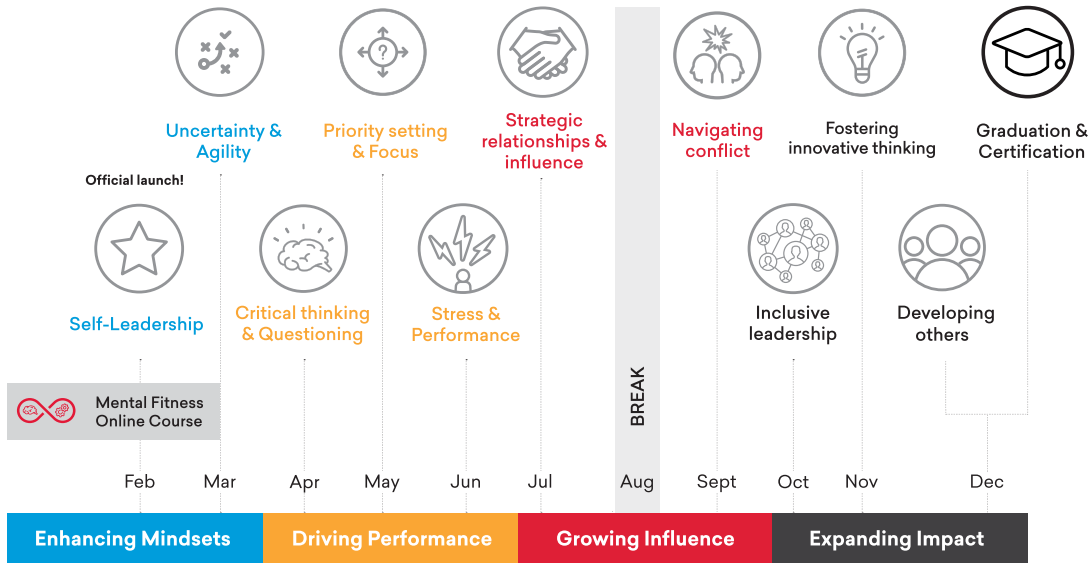 Uncertainty &
Agility
Priority setting
& Focus
Strategic
relationships &
influence
Navigating
conflict
Fostering
innovative thinking
Graduation &
Certification
Official launch!
Self-Leadership
Critical thinking
& Questioning
Stress &
Performance
Inclusive
leadership
Developing
others
BREAK
Mental Fitness
Online Course
Feb
Mar
Apr
May
Jun
Jul
Aug
Sept
Oct
Nov
Dec
Enhancing Mindsets
Driving Performance
Growing Influence
Expanding Impact
?